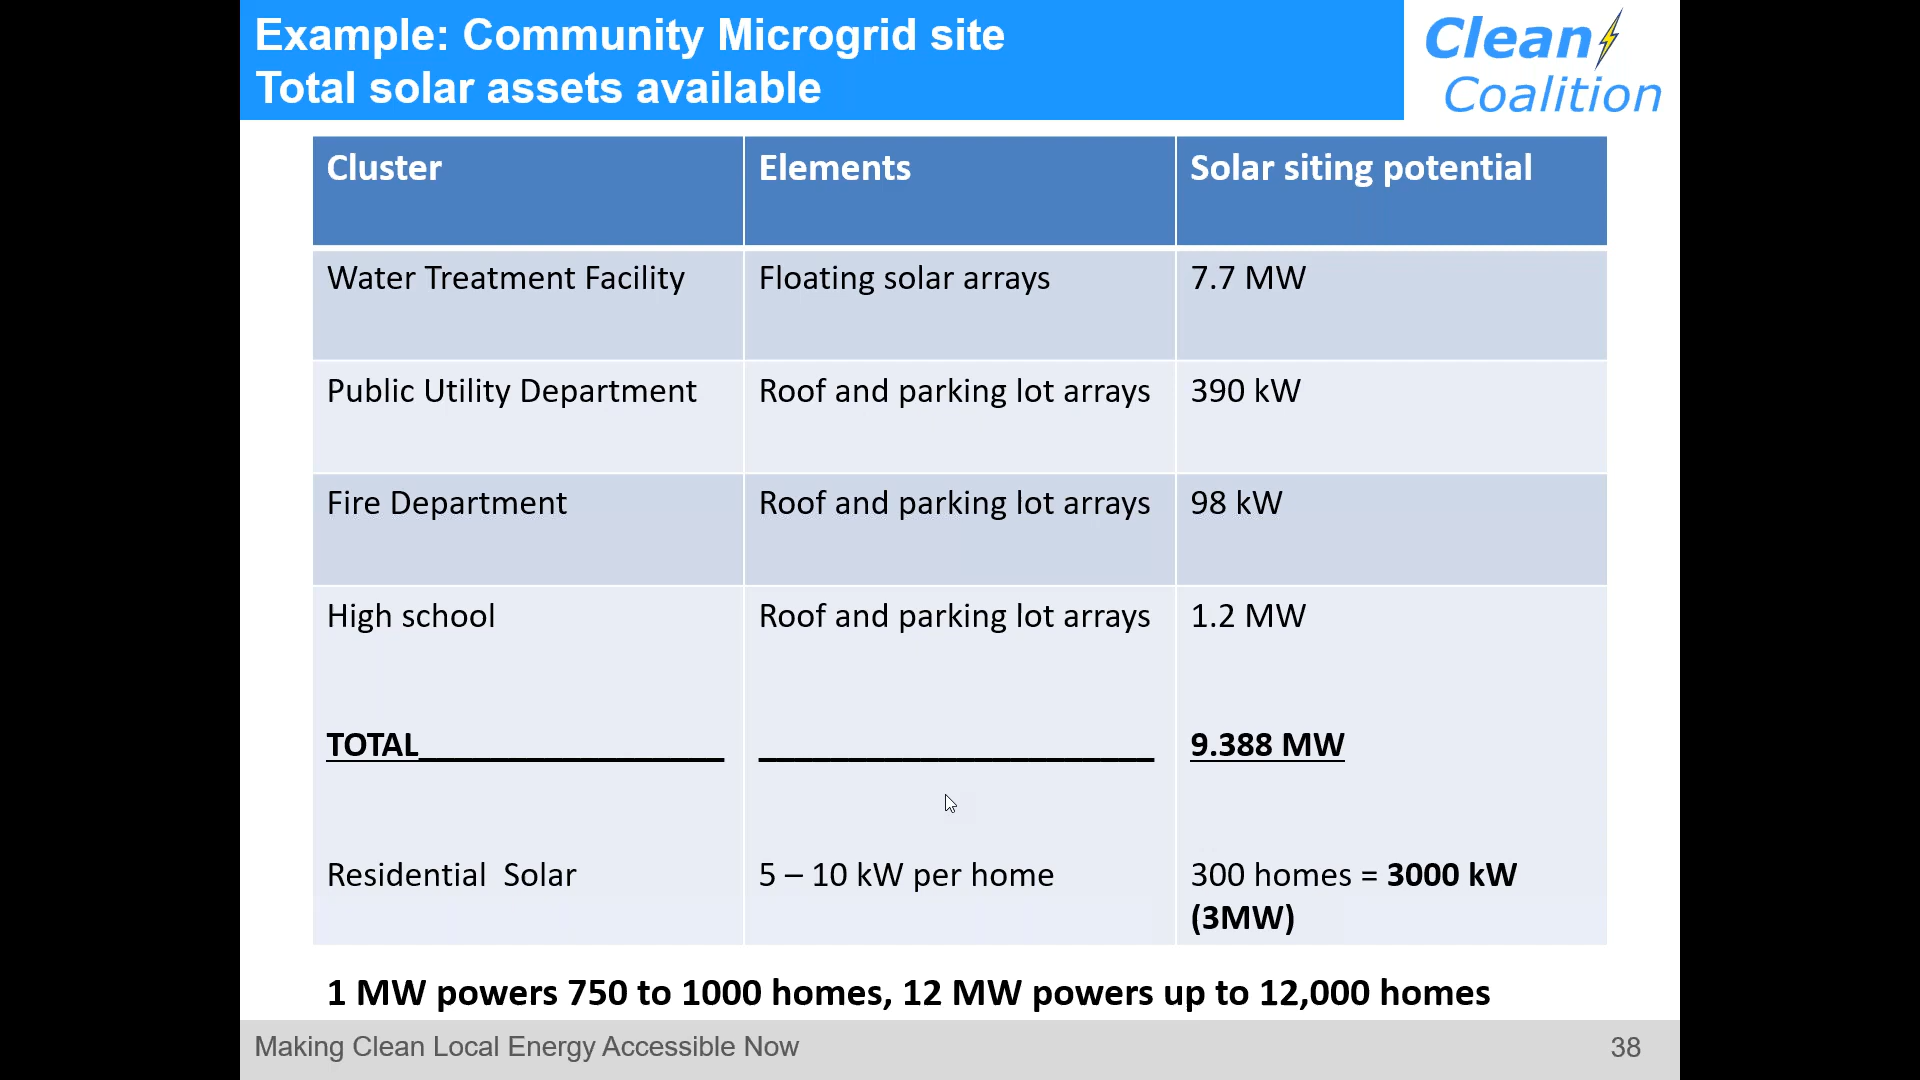 Example: Community Microgrid site
Total solar assets available
Clean
Coalition
Cluster
Elements
Solar siting potential
Water Treatment Facility
Floating solar arrays
7.7 MW
Public Utility Department
Roof and parking lot arrays
390 kW
Fire Department
Roof and parking lot arrays
98 kW
High school
Roof and parking lot arrays
1.2 MW
TOTAL_________________
______________________
9.388 MW
Residential  Solar
5 – 10 kW per home
300 homes = 3000 kW
(3MW)
1 MW powers 750 to 1000 homes, 12 MW powers up to 12,000 homes
Making Clean Local Energy Accessible Now
38